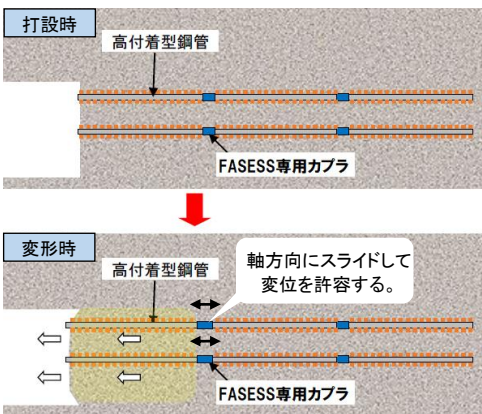 打設時
高付着型鋼管
FASESS専用カプラ
変形時
高付着型鋼管
軸方向にスライドして
変位を許容する。
FASESS専用カプラ